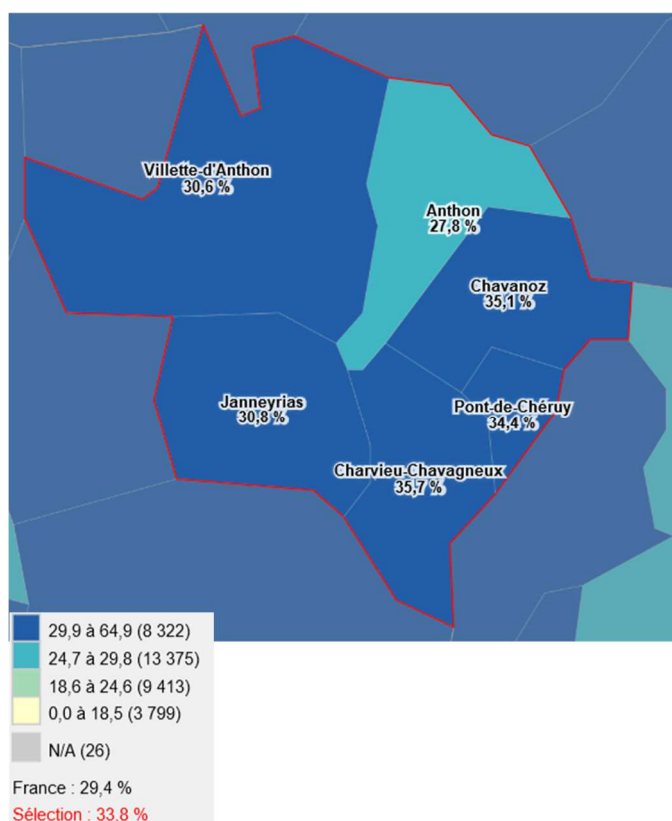 Villette-d'Anthon
30,6 %
Anthon
27,8 %
Chavanoz
35,1 %
Janneyrias
30,8 %
Pont-de-Chéruy
34,4 %
Charvieu-Chavagneux
35,7 %
29,9 à 64,9 (8 322)
24,7 à 29,8 (13 375)
18,6 à 24,6 (9 413)
0,0 à 18,5 (3 799)
N/A (26)
France : 29,4 %
Sélection : 33,8 %